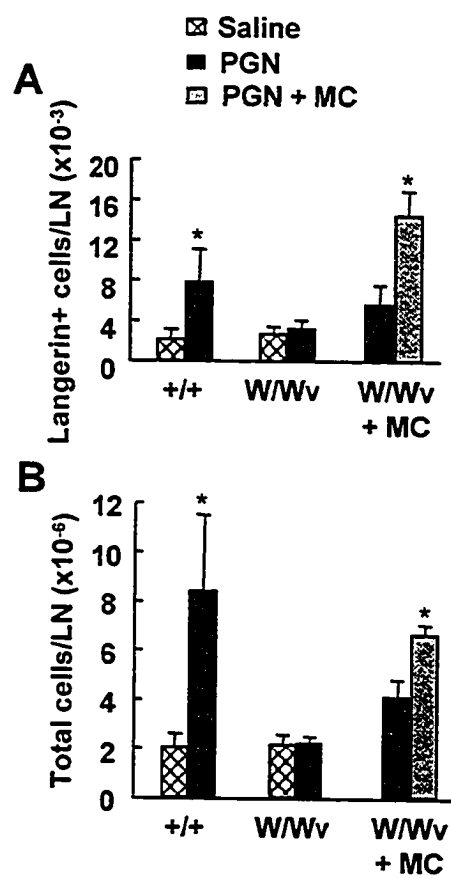 Saline
PGN
PGN + MC
A
Langerin+ cells/LN (x10⁻³)
20
16
12
8
4
0
*
*
+/+
W/Wv
W/Wv
+ MC
B
Total cells/LN (x10⁻⁶)
12
10
8
6
4
2
0
*
*
+/+
W/Wv
W/Wv
+ MC